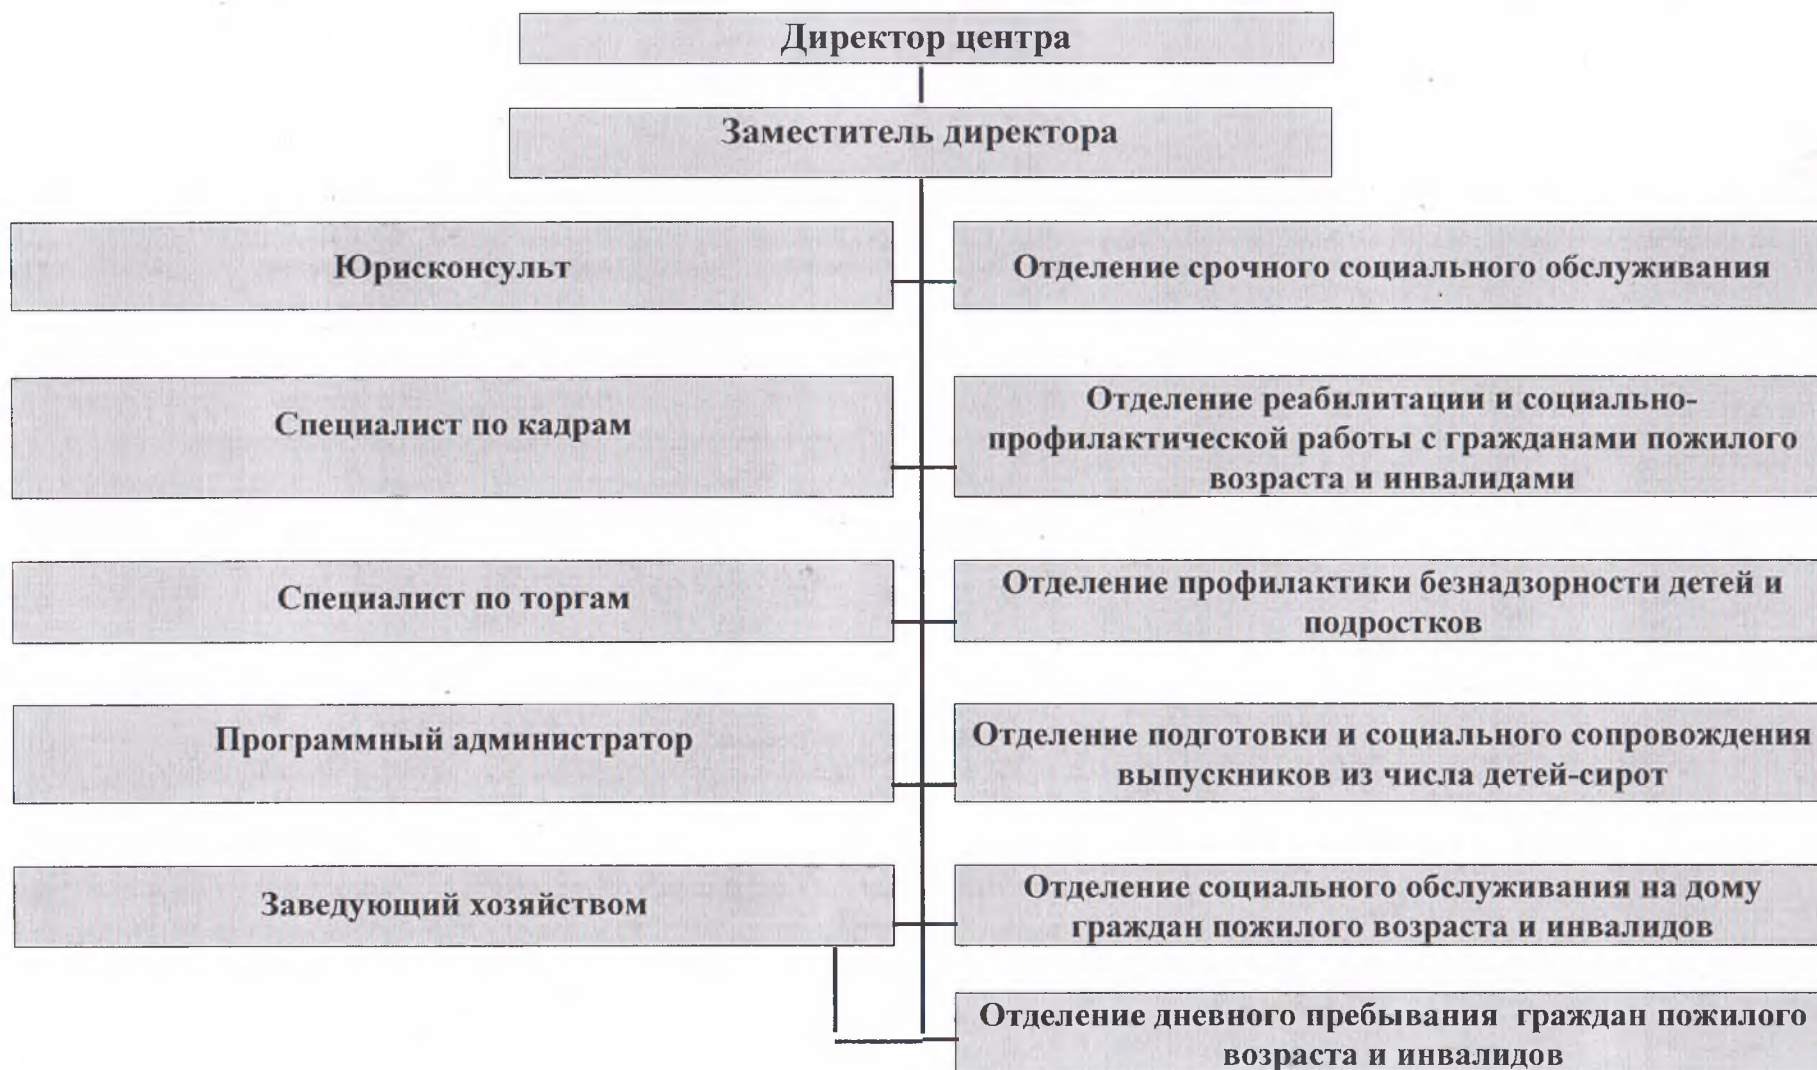 Директор центра
Заместитель директора
Юрисконсульт
Отделение срочного социального обслуживания
Специалист по кадрам
Отделение реабилитации и социально-
профилактической работы с гражданами пожилого
возраста и инвалидами
Специалист по торгам
Отделение профилактики безнадзорности детей и
подростков
Программный администратор
Отделение подготовки и социального сопровождения
выпускников из числа детей-сирот
Заведующий хозяйством
Отделение социального обслуживания на дому
граждан пожилого возраста и инвалидов
Отделение дневного пребывания граждан пожилого
возраста и инвалидов